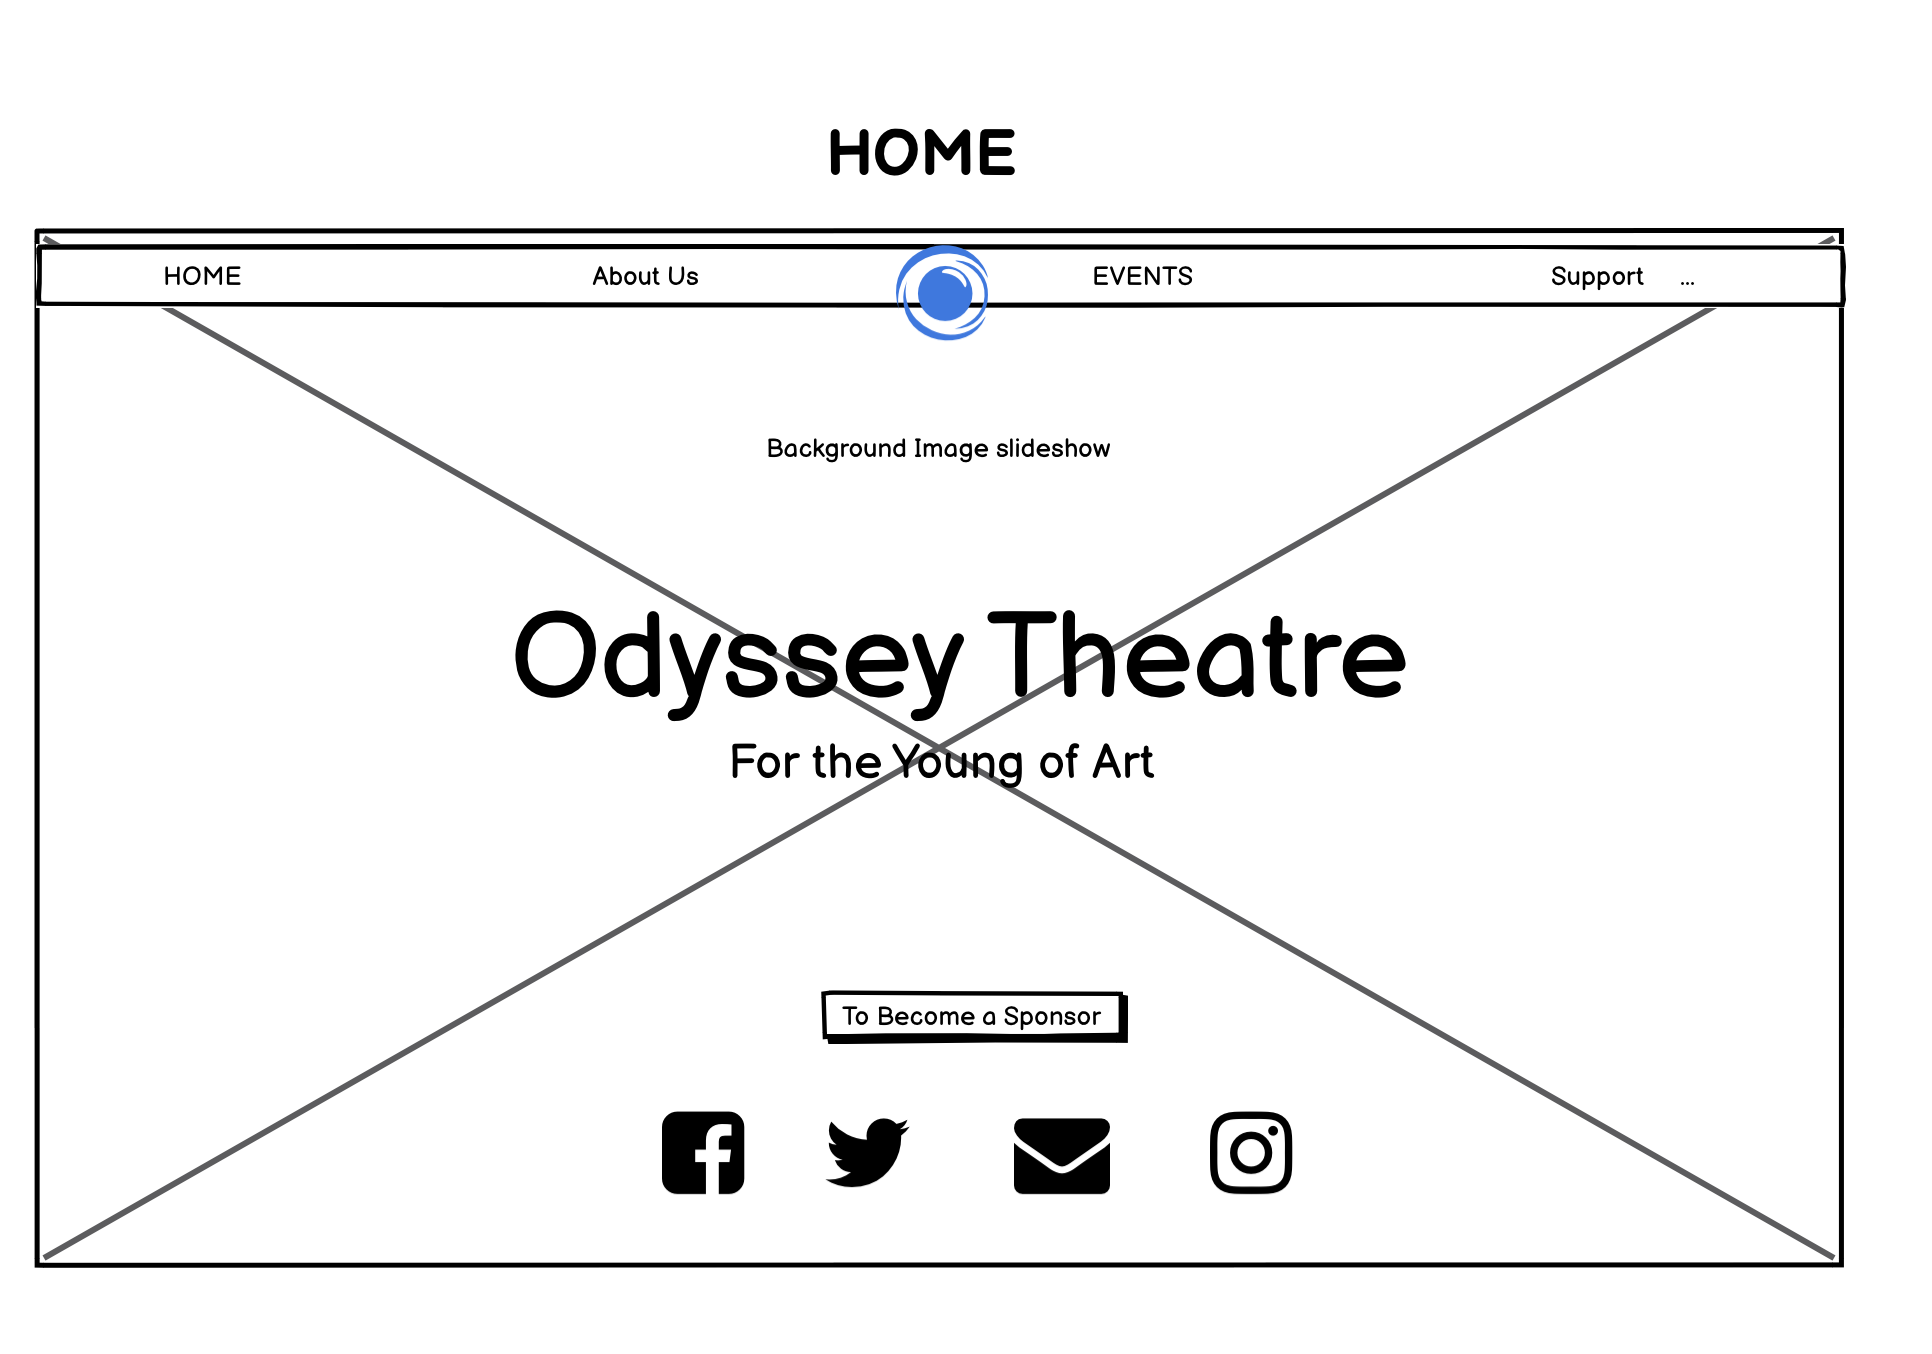 HOME
HOME About Us EVENTS Support ...
Background Image slideshow
Odyssey Theatre
For the Young of Art
To Become a Sponsor